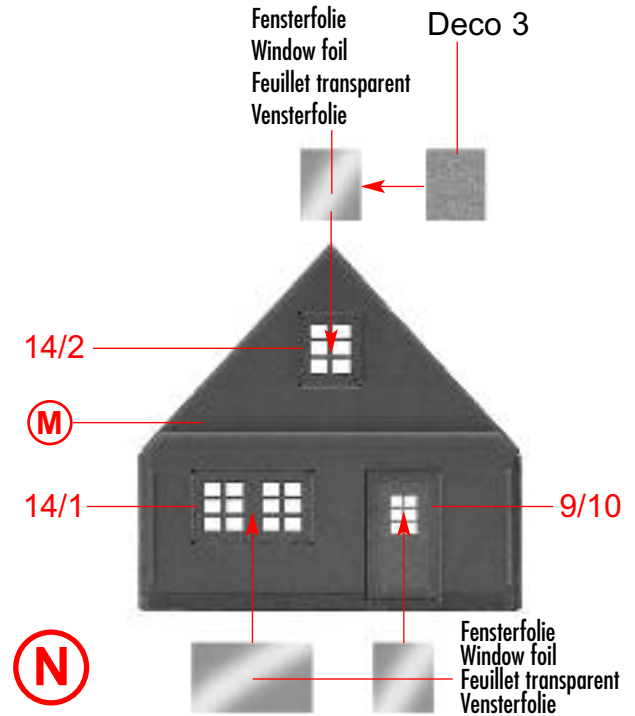 Fensterfolie
Window foil
Feuillet transparent
Vensterfolie
Deco 3
14/2
M
14/1
9/10
N
Fensterfolie
Window foil
Feuillet transparent
Vensterfolie